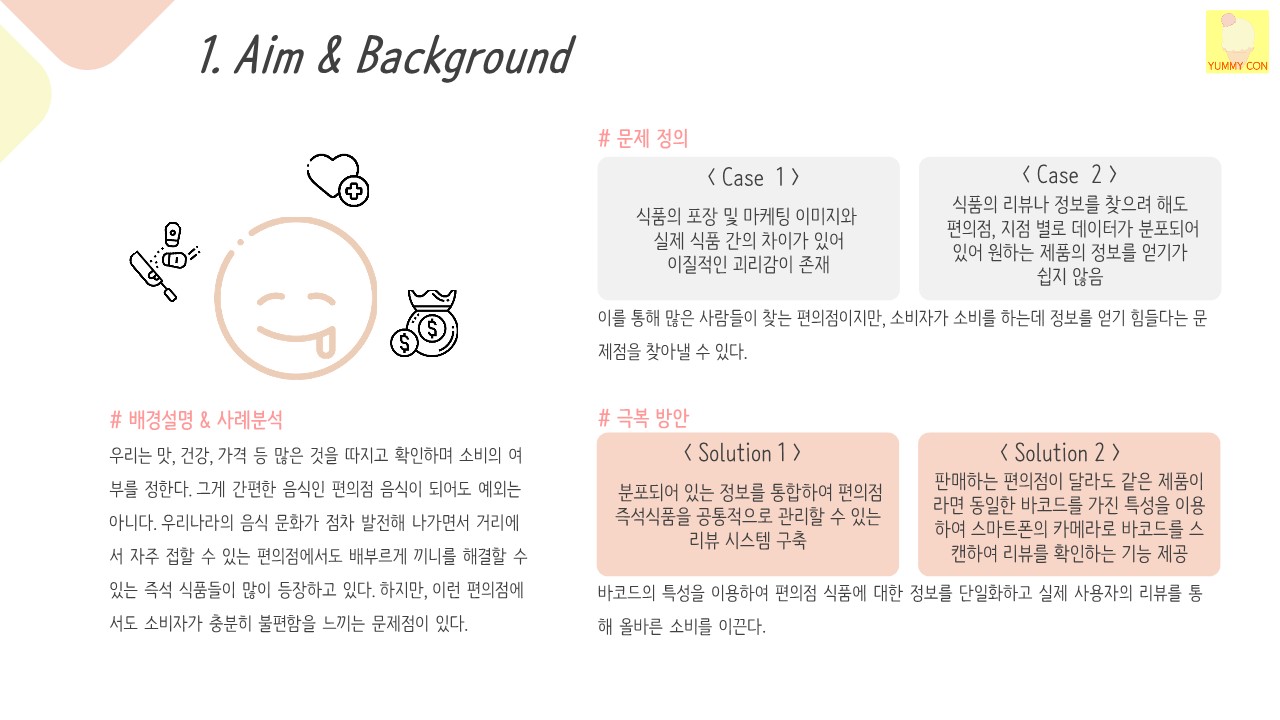 1. Aim & Background
YUMMY CON
# 배경설명 & 사례분석
우리는 맛, 건강, 가격 등 많은 것을 따지고 확인하며 소비의 여
부를 정한다. 그게 간편한 음식인 편의점 음식이 되어도 예외는
아니다. 우리나라의 음식 문화가 점차 발전해 나가면서 거리에
서 자주 접할 수 있는 편의점에서도 배부르게 끼니를 해결할 수
있는 즉석 식품들이 많이 등장하고 있다. 하지만, 이런 편의점에
서도 소비자가 충분히 불편함을 느끼는 문제점이 있다.
# 문제 정의
< Case 1 >
식품의 포장 및 마케팅 이미지와
실제 식품 간의 차이가 있어
이질적인 괴리감이 존재
< Case 2 >
식품의 리뷰나 정보를 찾으려 해도
편의점, 지점 별로 데이터가 분포되어
있어 원하는 제품의 정보를 얻기가
쉽지 않음
이를 통해 많은 사람들이 찾는 편의점이지만, 소비자가 소비를 하는데 정보를 얻기 힘들다는 문
제점을 찾아낼 수 있다.
# 극복 방안
< Solution 1 >
분포되어 있는 정보를 통합하여 편의점
즉석식품을 공통적으로 관리할 수 있는
리뷰 시스템 구축
< Solution 2 >
판매하는 편의점이 달라도 같은 제품이
라면 동일한 바코드를 가진 특성을 이용
하여 스마트폰의 카메라로 바코드를 스
캔하여 리뷰를 확인하는 기능 제공
바코드의 특성을 이용하여 편의점 식품에 대한 정보를 단일화하고 실제 사용자의 리뷰를 통
해 올바른 소비를 이끈다.